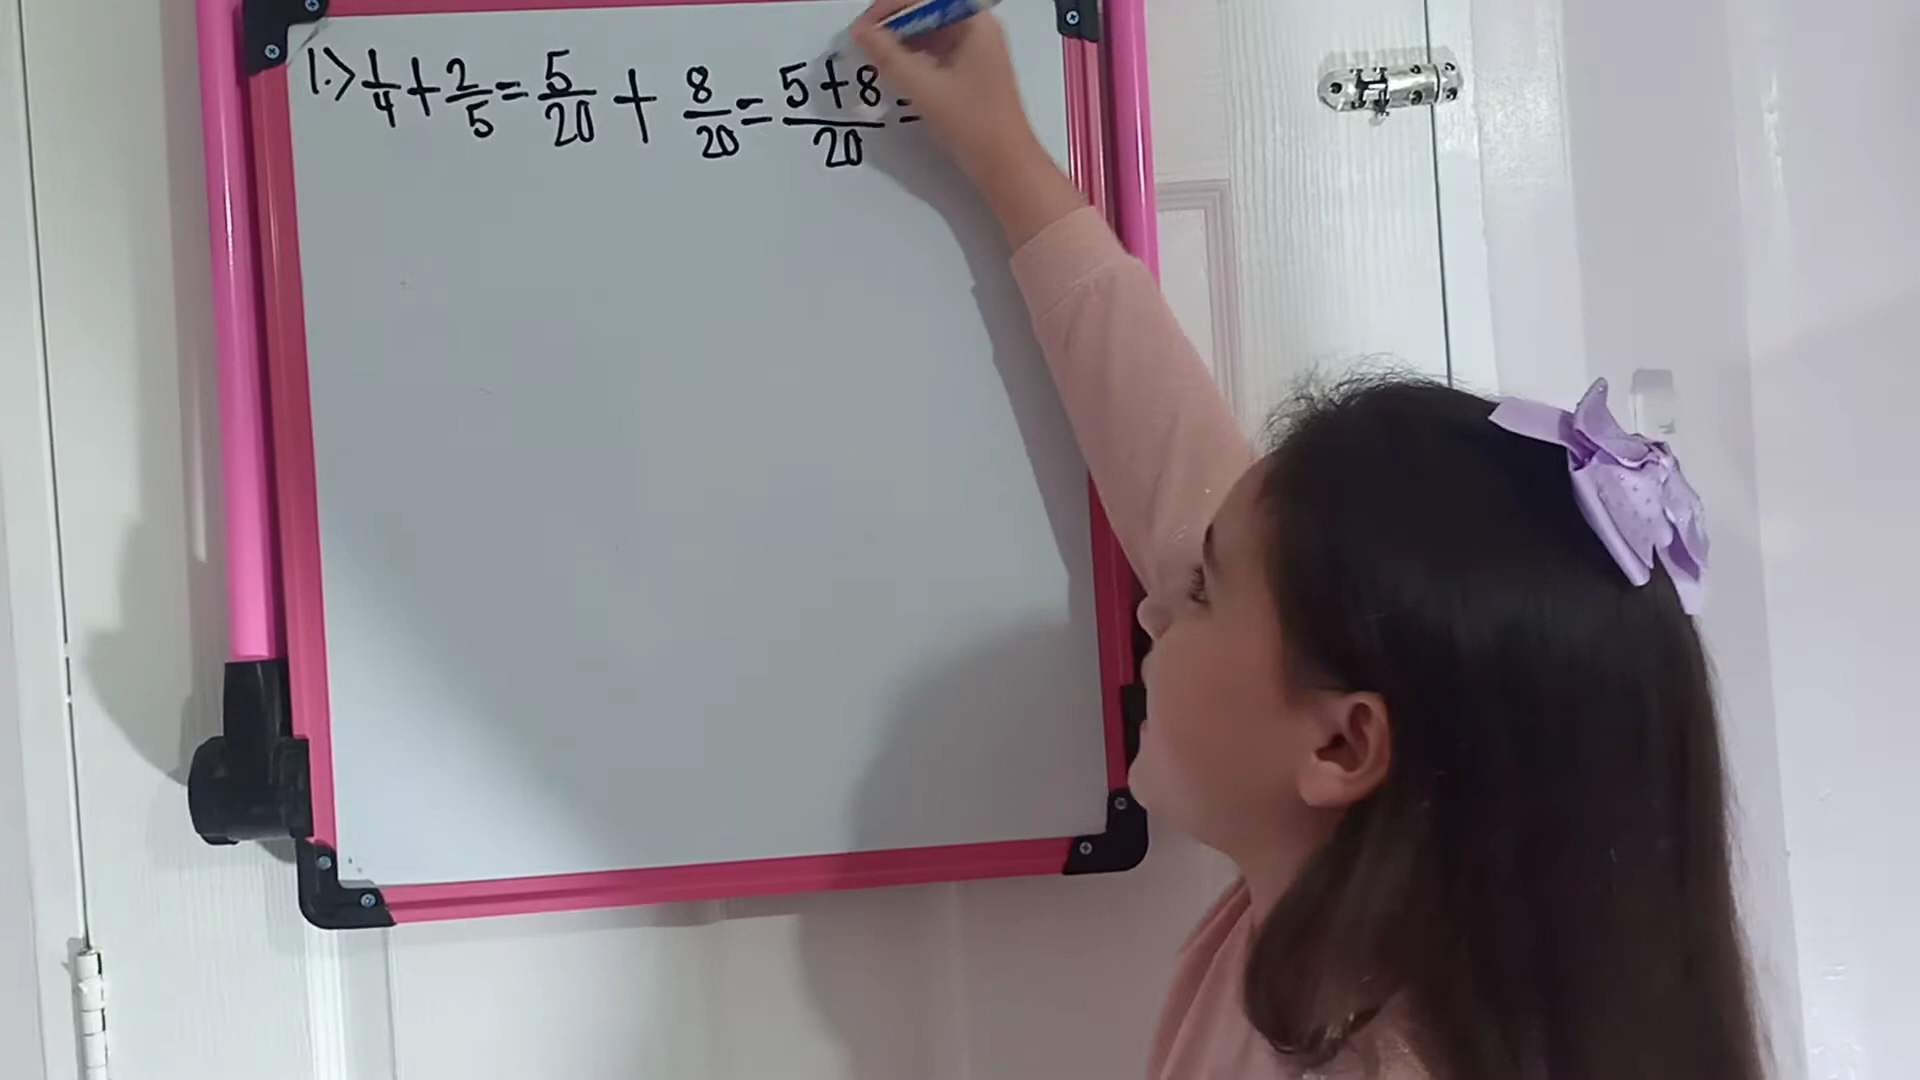 1.) 1/4 + 2/5 = 5/20 + 8/20 = 5+8/20 =